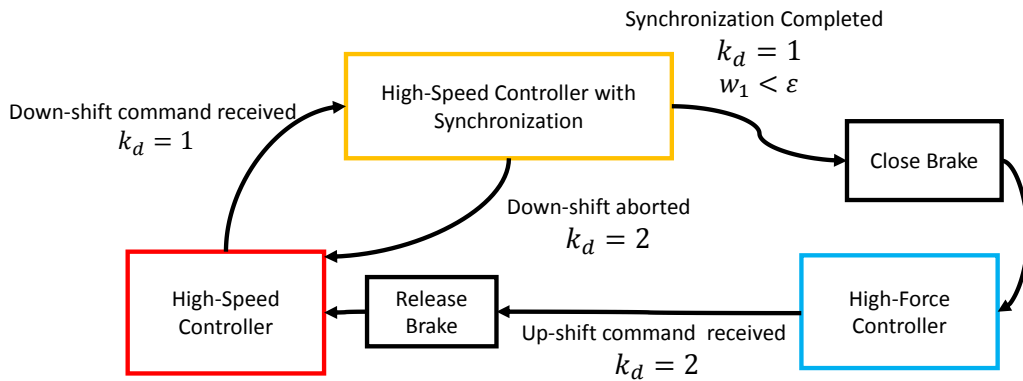 Synchronization Completed
k_d = 1
w_1 < ε
Down-shift command received
k_d = 1
High-Speed Controller with
Synchronization
Close Brake
Down-shift aborted
k_d = 2
High-Speed
Controller
Release
Brake
High-Force
Controller
Up-shift command  received
k_d = 2